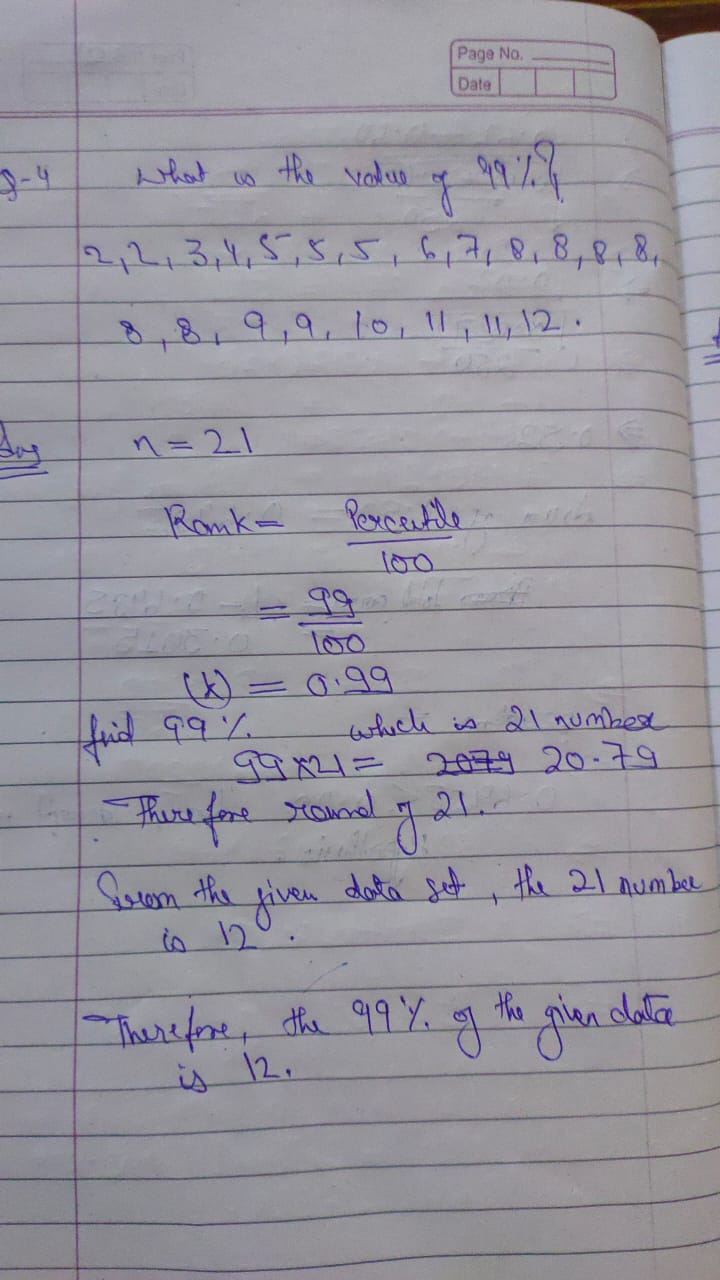 Page No.
Date
Q-4 What is the value of 99%?
2, 2, 3, 4, 5, 5, 5, 6, 7, 8, 8, 8, 8,
8, 8, 9, 9, 10, 11, 11, 12.
Ans n = 21
Rank = Percentile
100
= 99
100
(k) = 0.99
find 99% which is 21 number
99×21 = 2079 20.79
Therefore round of 21.
From the given data set, the 21 number
is 12.
Therefore, the 99% of the given data
is 12.